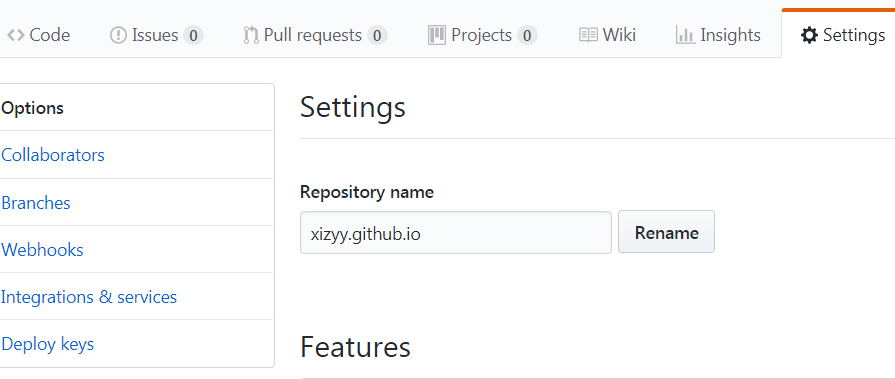 Code Issues 0 Pull requests 0 Projects 0 Wiki Insights Settings
Options
Collaborators
Branches
Webhooks
Integrations & services
Deploy keys
Settings
Repository name
xizyy.github.io Rename
Features